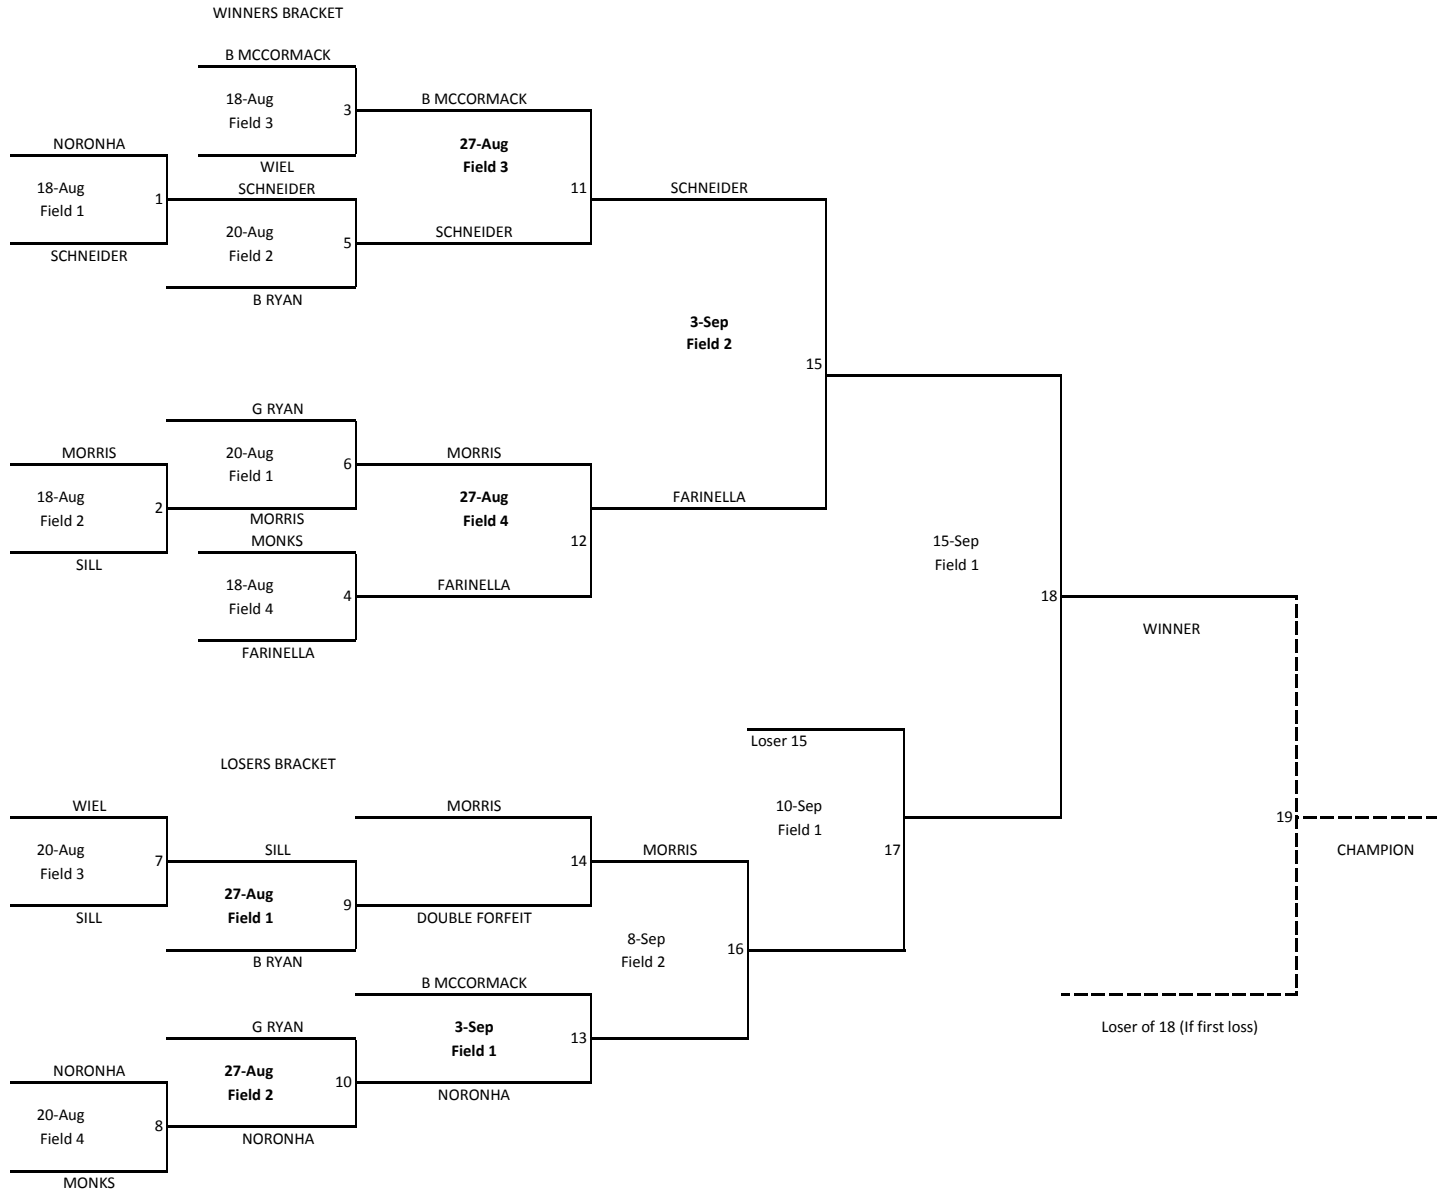 WINNERS BRACKET
B MCCORMACK
18-Aug
Field 3
3
B MCCORMACK
WIEL
27-Aug
Field 3
NORONHA
18-Aug
Field 1
1
SCHNEIDER
SCHNEIDER
20-Aug
Field 2
5
SCHNEIDER
B RYAN
11
SCHNEIDER
3-Sep
Field 2
15
G RYAN
20-Aug
Field 1
6
MORRIS
MORRIS
18-Aug
Field 2
2
SILL
MORRIS
27-Aug
Field 4
12
FARINELLA
MONKS
18-Aug
Field 4
4
FARINELLA
FARINELLA
15-Sep
Field 1
18
WINNER
Loser 15
LOSERS BRACKET
WIEL
20-Aug
Field 3
7
SILL
SILL
27-Aug
Field 1
9
B RYAN
MORRIS
14
DOUBLE FORFEIT
MORRIS
10-Sep
Field 1
17
19
CHAMPION
8-Sep
Field 2
16
B MCCORMACK
3-Sep
Field 1
13
NORONHA
G RYAN
27-Aug
Field 2
10
NORONHA
NORONHA
20-Aug
Field 4
8
MONKS
Loser of 18 (If first loss)